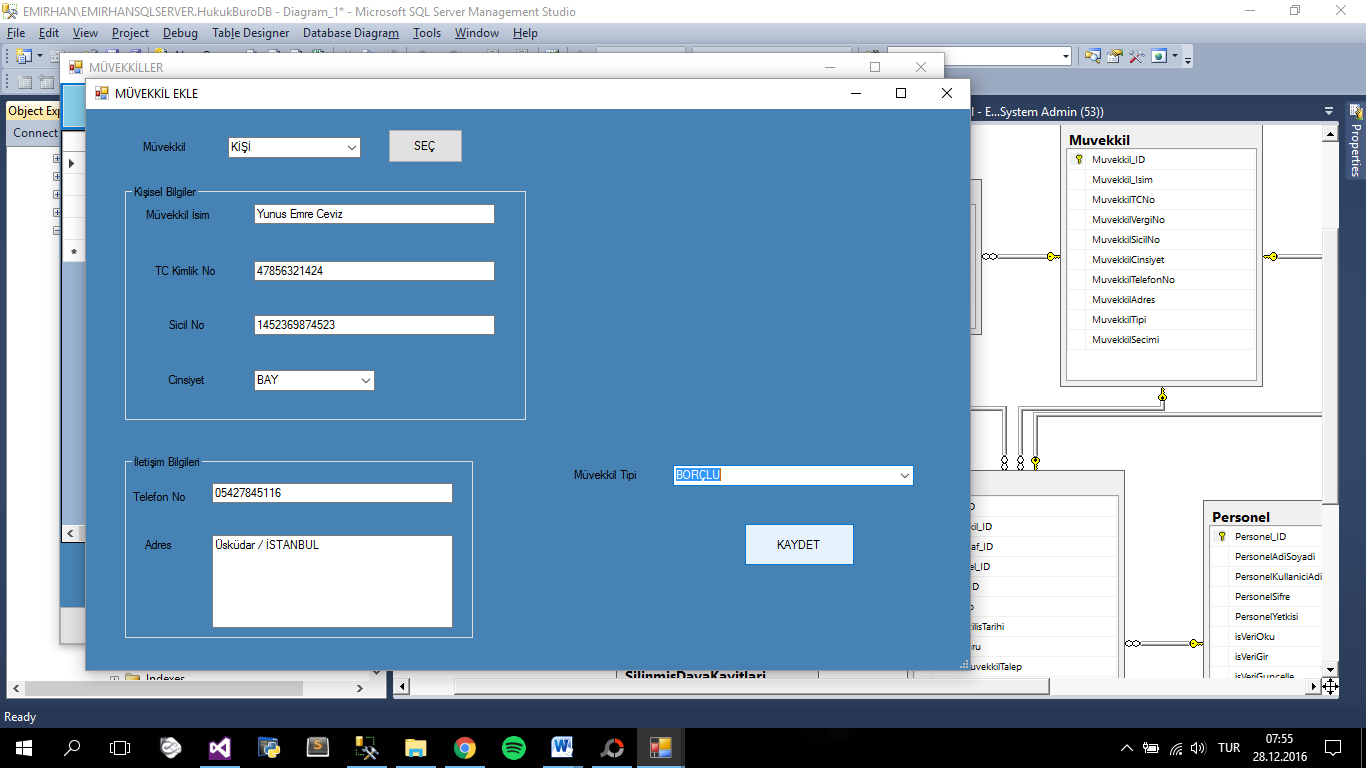 EMIRHAN\EMIRHANSQLSERVER.HukukBuroDB - Diagram_1* - Microsoft SQL Server Management Studio
File Edit View Project Debug Table Designer Database Diagram Tools Window Help
MÜVEKKİLLER
MÜVEKKİL EKLE
Object Exp
l - E...System Admin (53))
Connect
Properties
Müvekkil KİŞİ SEÇ
Kişisel Bilgiler
Müvekkil İsim Yunus Emre Ceviz
TC Kimlik No 47856321424
Sicil No 1452369874523
Cinsiyet BAY
İletişim Bilgileri
Telefon No 05427845116
Adres Üsküdar / İSTANBUL
Müvekkil Tipi BORÇLU
KAYDET
Muvekkil
Muvekkil_ID
Muvekkil_Isim
MuvekkilTCNo
MuvekkilVergiNo
MuvekkilSicilNo
MuvekkilCinsiyet
MuvekkilTelefonNo
MuvekkilAdres
MuvekkilTipi
MuvekkilSecimi
kil_ID
af_ID
el_ID
ilisTarihi
uvekkilTalep
Personel
Personel_ID
PersonelAdiSoyadi
PersonelKullaniciAdi
PersonelSifre
PersonelYetkisi
isVeriOku
isVeriGir
isVeriGuncelle
Indexes
SilinmisDavaKayitlari
Ready
TUR
07:55
28.12.2016